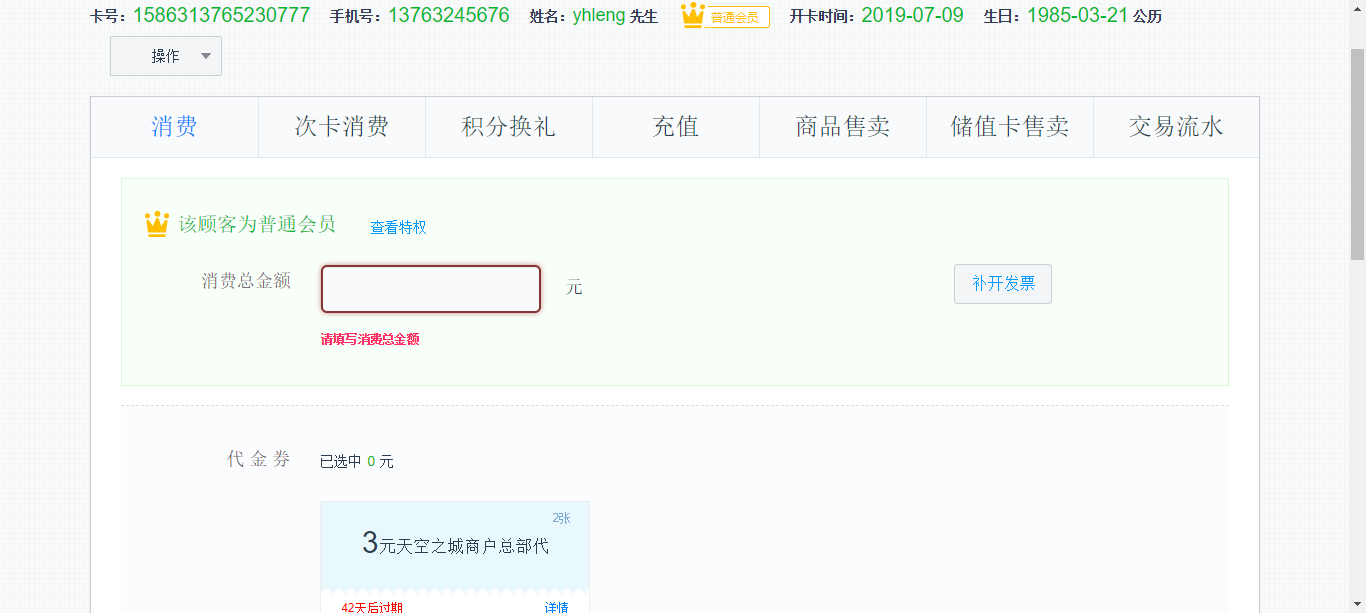 卡号：1586313765230777 手机号：13763245676 姓名：yhleng 先生 普通会员 开卡时间：2019-07-09 生日：1985-03-21 公历
操作
消费 次卡消费 积分换礼 充值 商品售卖 储值卡售卖 交易流水
该顾客为普通会员 查看特权
消费总金额 元 补开发票
请填写消费总金额
代金券 已选中 0 元
2张
3元天空之城商户总部代
42天后过期 详情